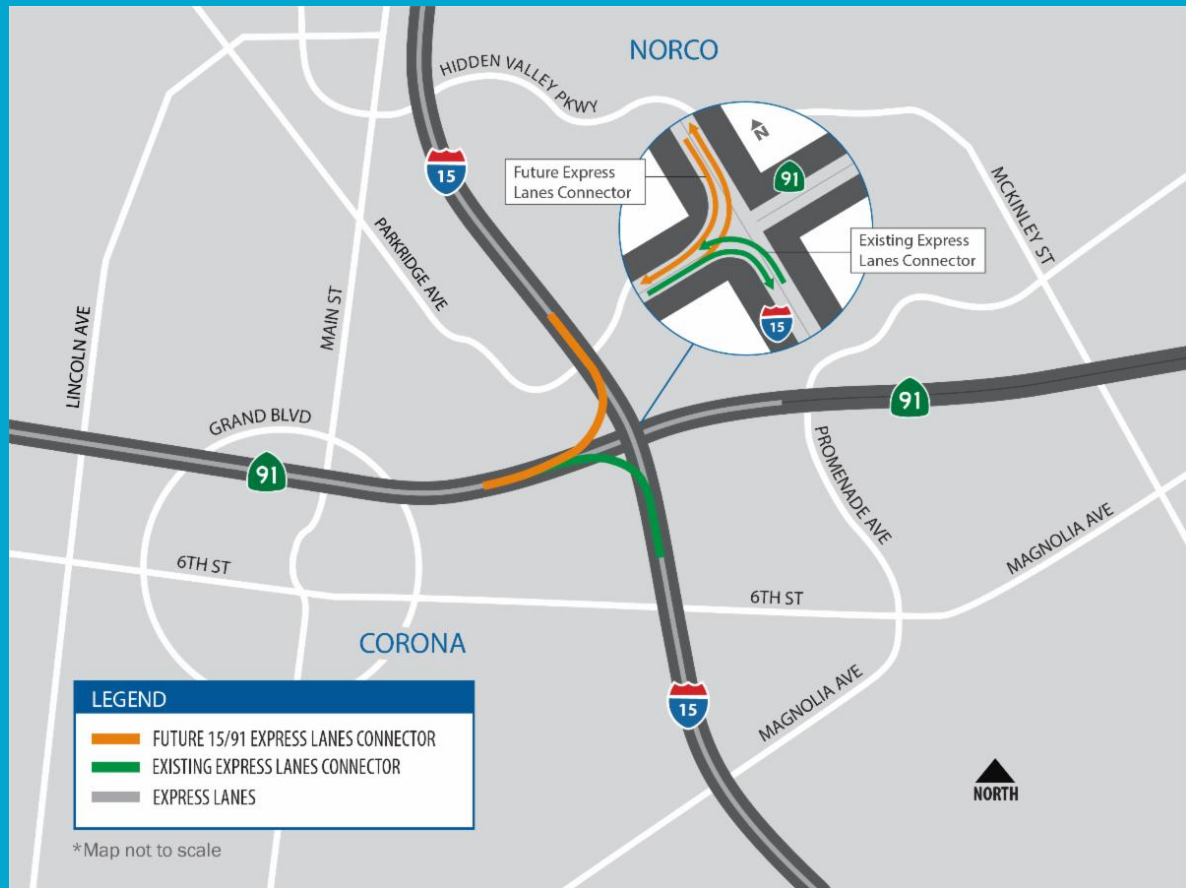 NORCO
HIDDEN VALLEY PKWY
15
Future Express
Lanes Connector
N
91
MCKINLEY ST
Existing Express
Lanes Connector
15
PARKRIDGE AVE
MAIN ST
LINCOLN AVE
GRAND BLVD
91
91
PROMENADE AVE
MAGNOLIA AVE
6TH ST
6TH ST
CORONA
15
MAGNOLIA AVE
LEGEND
FUTURE 15/91 EXPRESS LANES CONNECTOR
EXISTING EXPRESS LANES CONNECTOR
EXPRESS LANES
*Map not to scale
NORTH